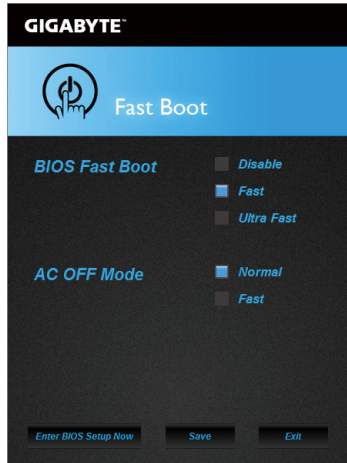 GIGABYTE™
Fast Boot
BIOS Fast Boot
Disable
Fast
Ultra Fast
AC OFF Mode
Normal
Fast
Enter BIOS Setup Now
Save
Exit